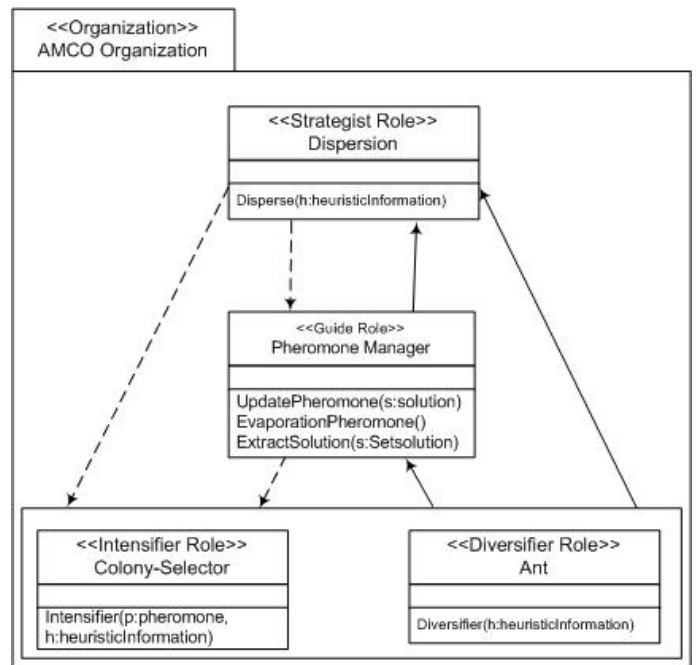 <<Organization>>
AMCO Organization
<<Strategist Role>>
Dispersion
Disperse(h:heuristicInformation)
<<Guide Role>>
Pheromone Manager
UpdatePheromone(s:solution)
EvaporationPheromone()
ExtractSolution(s:Setsolution)
<<Intensifier Role>>
Colony-Selector
Intensifier(p:pheromone,
h:heuristicInformation)
<<Diversifier Role>>
Ant
Diversifier(h:heuristicInformation)